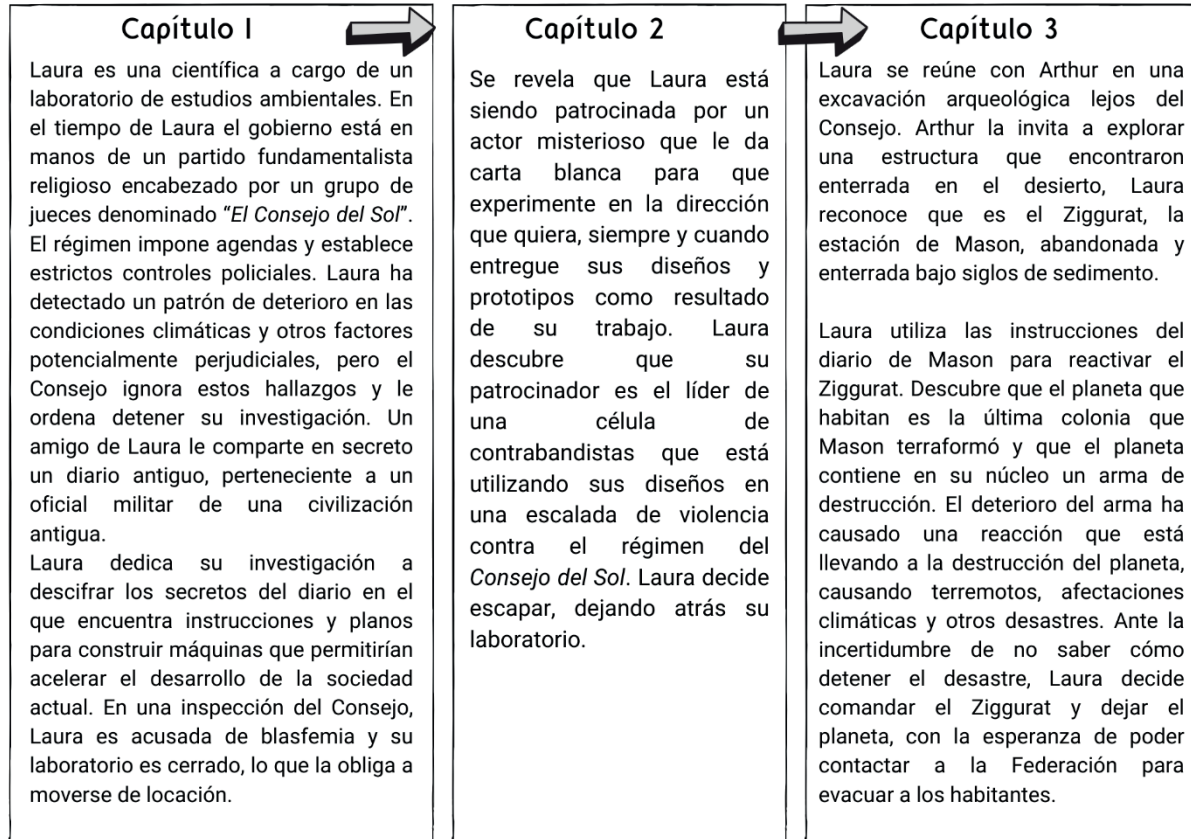 Capítulo 1
Laura es una científica a cargo de un
laboratorio de estudios ambientales. En
el tiempo de Laura el gobierno está en
manos de un partido fundamentalista
religioso encabezado por un grupo de
jueces denominado “El Consejo del Sol”.
El régimen impone agendas y establece
estrictos controles policiales. Laura ha
detectado un patrón de deterioro en las
condiciones climáticas y otros factores
potencialmente perjudiciales, pero el
Consejo ignora estos hallazgos y le
ordena detener su investigación. Un
amigo de Laura le comparte en secreto
un diario antiguo, perteneciente a un
oficial militar de una civilización
antigua.
Laura dedica su investigación a
descifrar los secretos del diario en el
que encuentra instrucciones y planos
para construir máquinas que permitirían
acelerar el desarrollo de la sociedad
actual. En una inspección del Consejo,
Laura es acusada de blasfemia y su
laboratorio es cerrado, lo que la obliga a
moverse de locación.
Capítulo 2
Se revela que Laura está
siendo patrocinada por un
actor misterioso que le da
carta blanca para que
experimente en la dirección
que quiera, siempre y cuando
entregue sus diseños y
prototipos como resultado
de su trabajo. Laura
descubre que su
patrocinador es el líder de
una célula de
contrabandistas que está
utilizando sus diseños en
una escalada de violencia
contra el régimen del
Consejo del Sol. Laura decide
escapar, dejando atrás su
laboratorio.
Capítulo 3
Laura se reúne con Arthur en una
excavación arqueológica lejos del
Consejo. Arthur la invita a explorar
una estructura que encontraron
enterrada en el desierto, Laura
reconoce que es el Ziggurat, la
estación de Mason, abandonada y
enterrada bajo siglos de sedimento.
Laura utiliza las instrucciones del
diario de Mason para reactivar el
Ziggurat. Descubre que el planeta que
habitan es la última colonia que
Mason terraformó y que el planeta
contiene en su núcleo un arma de
destrucción. El deterioro del arma ha
causado una reacción que está
llevando a la destrucción del planeta,
causando terremotos, afectaciones
climáticas y otros desastres. Ante la
incertidumbre de no saber cómo
detener el desastre, Laura decide
comandar el Ziggurat y dejar el
planeta, con la esperanza de poder
contactar a la Federación para
evacuar a los habitantes.